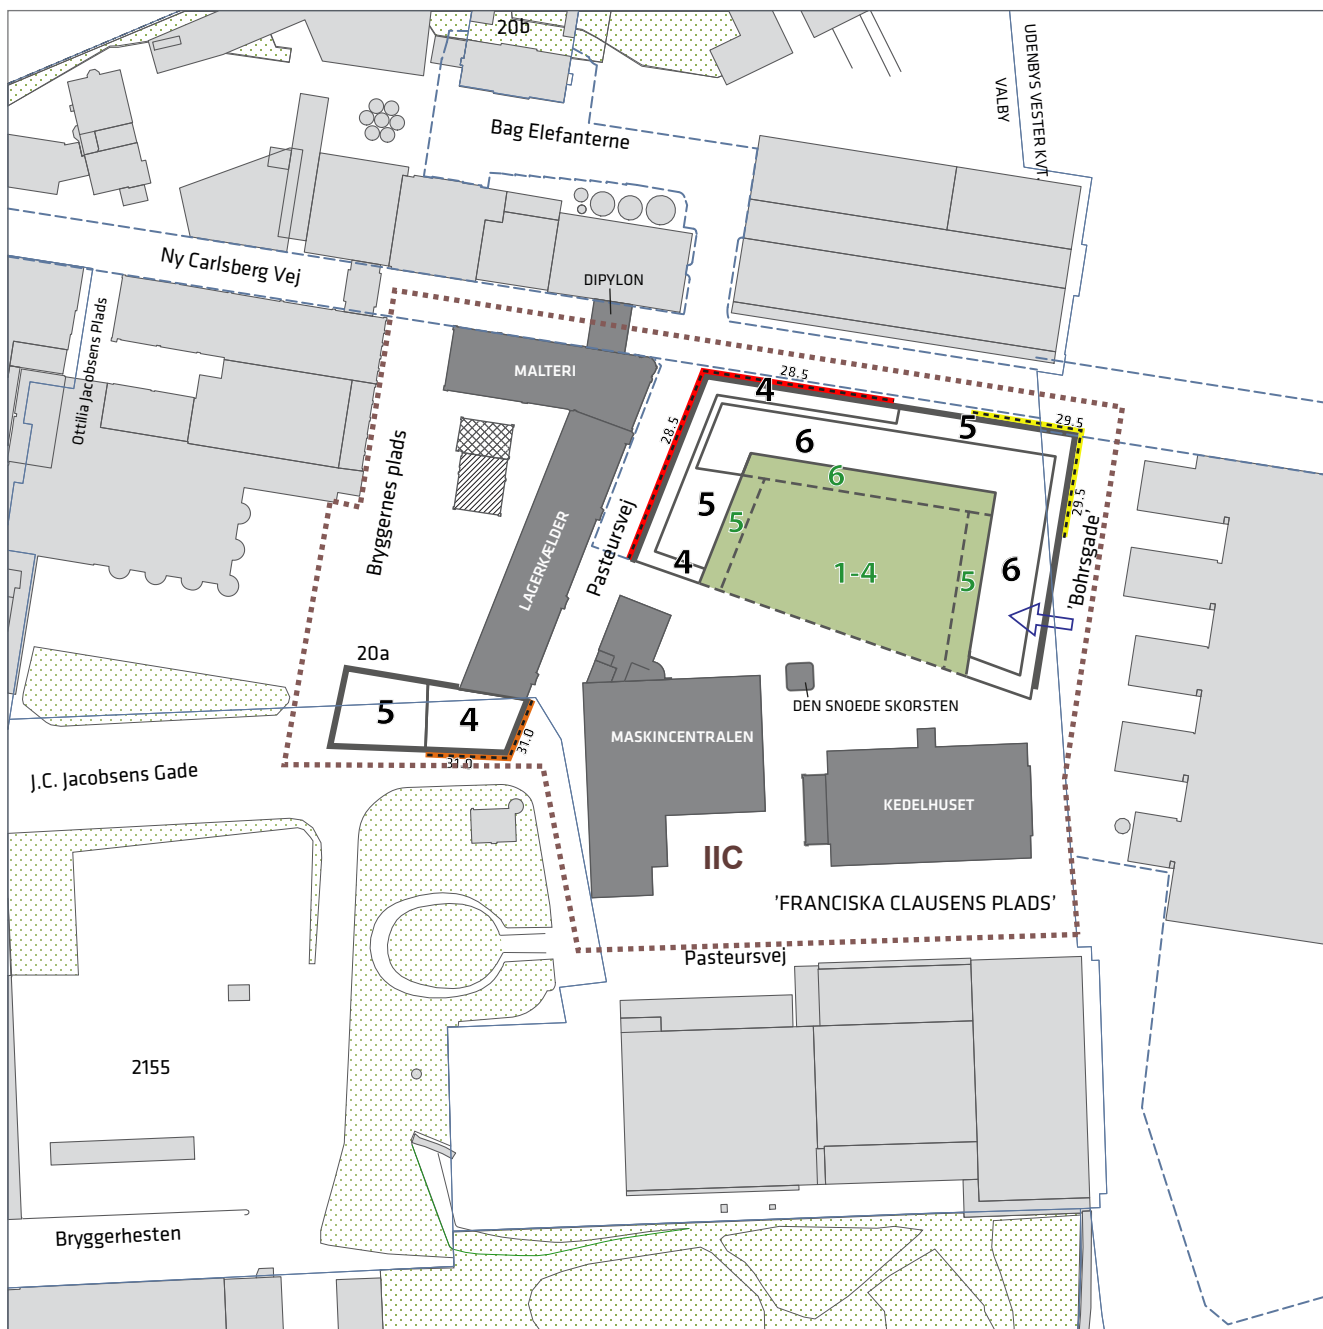 20b
UDENBYS VESTER KVT.
VALBY
Bag Elefanterne
Ny Carlsberg Vej
DIPYLON
Ottilia Jacobsens Plads
MALTERI
28.5
4
28.5
29.5
5
6
6
29.5
Bryggernes plads
5
5
LAGERKÆLDER
Pasteursvej
4
1-4
5
6
'Bohrsgade'
20a
5
4
31.0
31.0
DEN SNOEDE SKORSTEN
MASKINCENTRALEN
J.C. Jacobsens Gade
KEDELHUSET
IIC
'FRANCISKA CLAUSENS PLADS'
Pasteursvej
2155
Bryggerhesten